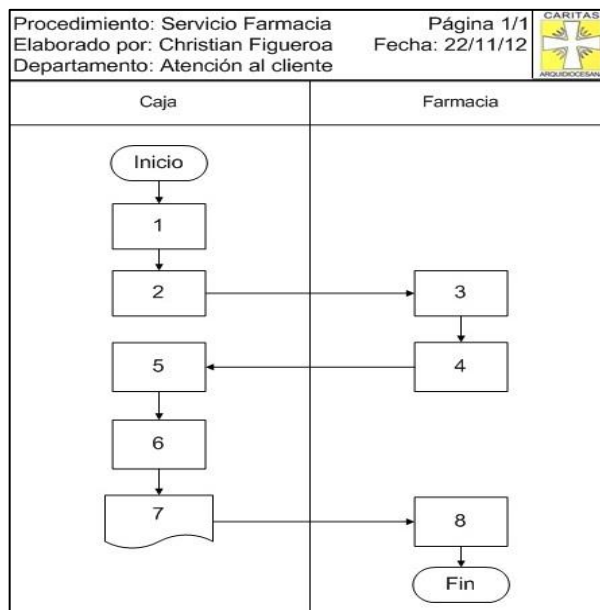 Procedimiento: Servicio Farmacia Página 1/1
Elaborado por: Christian Figueroa Fecha: 22/11/12
Departamento: Atención al cliente
CARITAS
ARQUIDIOCESANA
Caja Farmacia
Inicio
1
2 3
5 4
6
7 8
Fin